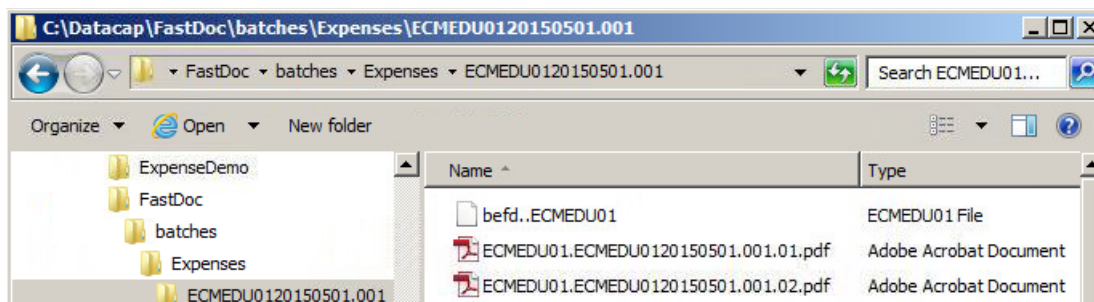 C:\Datacap\FastDoc\batches\Expenses\ECMEDU0120150501.001
FastDoc batches Expenses ECMEDU0120150501.001
Search ECMEDU01...
Organize Open New folder
ExpenseDemo
FastDoc
batches
Expenses
ECMEDU0120150501.001
Name Type
befd..ECMEDU01 ECMEDU01 File
ECMEDU01.ECMEDU0120150501.001.01.pdf Adobe Acrobat Document
ECMEDU01.ECMEDU0120150501.001.02.pdf Adobe Acrobat Document